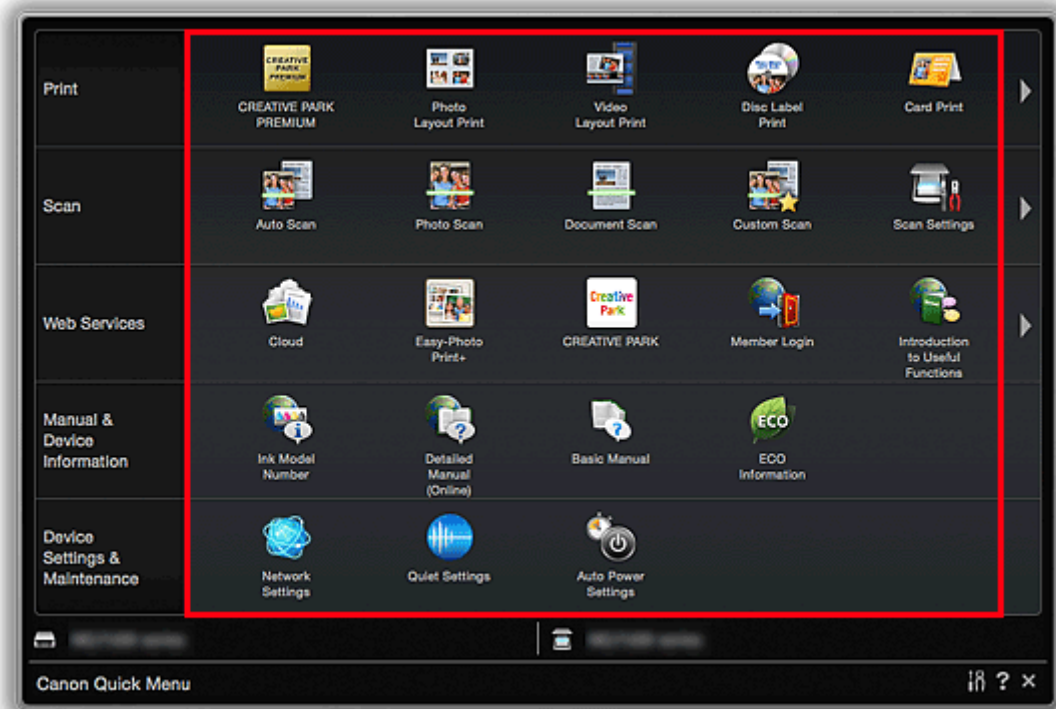 Print
CREATIVE
PARK
PREMIUM
CREATIVE PARK
PREMIUM
Photo
Layout Print
Video
Layout Print
Disc Label
Print
Card Print
Scan
Auto Scan
Photo Scan
Document Scan
Custom Scan
Scan Settings
Web Services
Cloud
Easy-Photo
Print+
Creative
Park
CREATIVE PARK
Member Login
Introduction
to Useful
Functions
Manual &
Device
Information
Ink Model
Number
Detailed
Manual
(Online)
Basic Manual
ECO
ECO
Information
Device
Settings &
Maintenance
Network
Settings
Quiet Settings
Auto Power
Settings
Canon Quick Menu